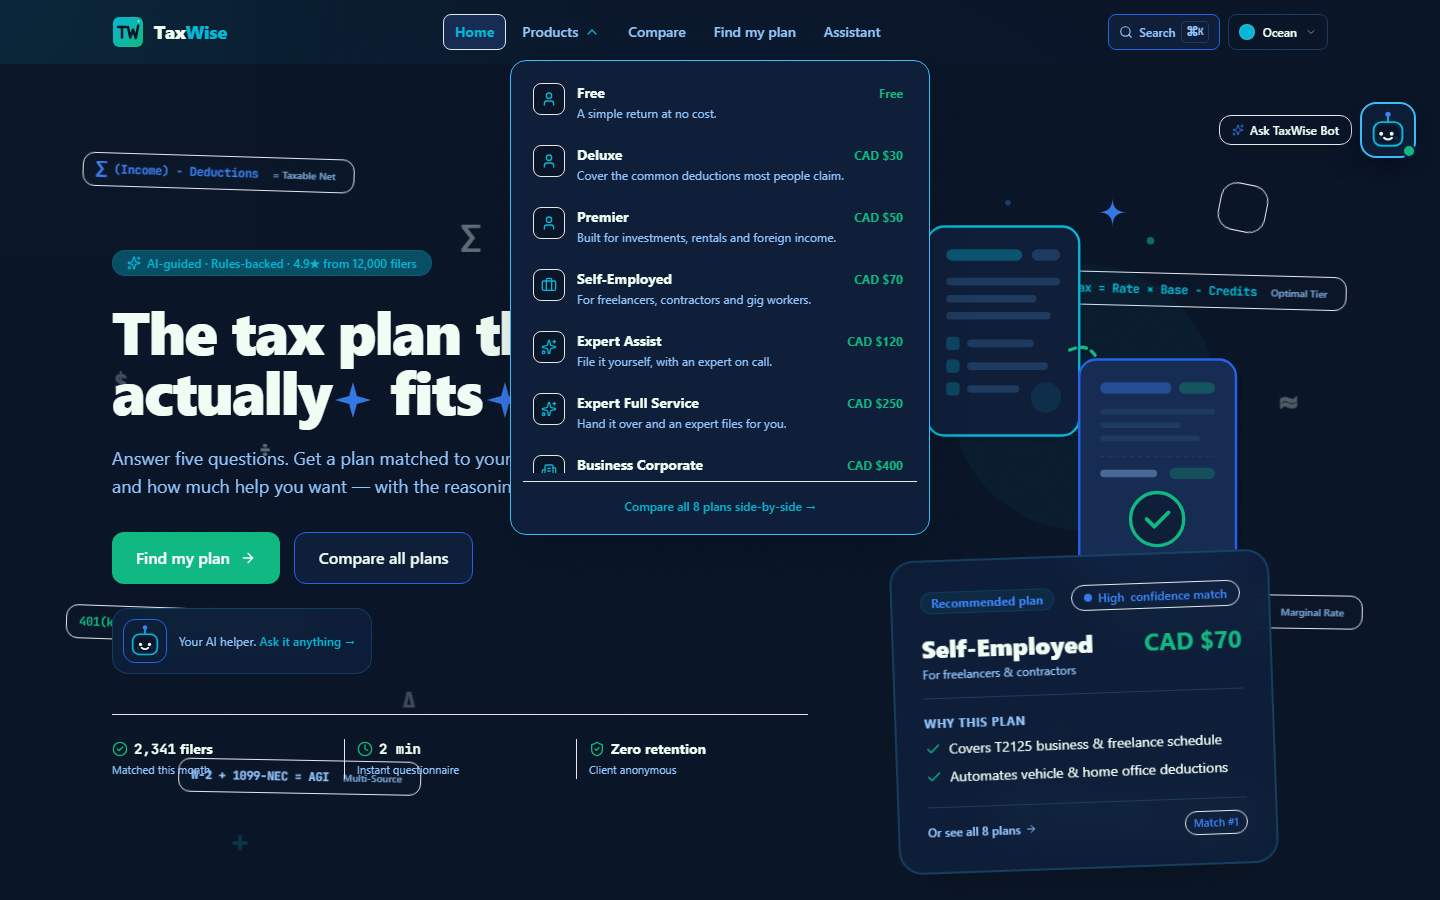 TW TaxWise
Home
Products
Compare
Find my plan
Assistant
Search ⌘K
Ocean
Free Free
A simple return at no cost.
Deluxe CAD $30
Cover the common deductions most people claim.
Premier CAD $50
Built for investments, rentals and foreign income.
Self-Employed CAD $70
For freelancers, contractors and gig workers.
Expert Assist CAD $120
File it yourself, with an expert on call.
Expert Full Service CAD $250
Hand it over and an expert files for you.
Business Corporate CAD $400
Compare all 8 plans side-by-side →
Ask TaxWise Bot
∑ (Income) - Deductions = Taxable Net
∑
AI-guided · Rules-backed · 4.9★ from 12,000 filers
= Rate × Base - Credits Optimal Tier
The tax plan
actually fits
$
≈
÷
Answer five questions. Get a plan matched to your
and how much help you want — with the
Find my plan →
Compare all plans
Marginal Rate
Your AI helper. Ask it anything →
Δ
2,341 filers
Matched this month
2 min
Instant questionnaire
Zero retention
Client anonymous
W-2 + 1099-NEC = AGI Multi-Source
+
Recommended plan
High confidence match
Self-Employed CAD $70
For freelancers & contractors
WHY THIS PLAN
Covers T2125 business & freelance schedule
Automates vehicle & home office deductions
Or see all 8 plans →
Match #1